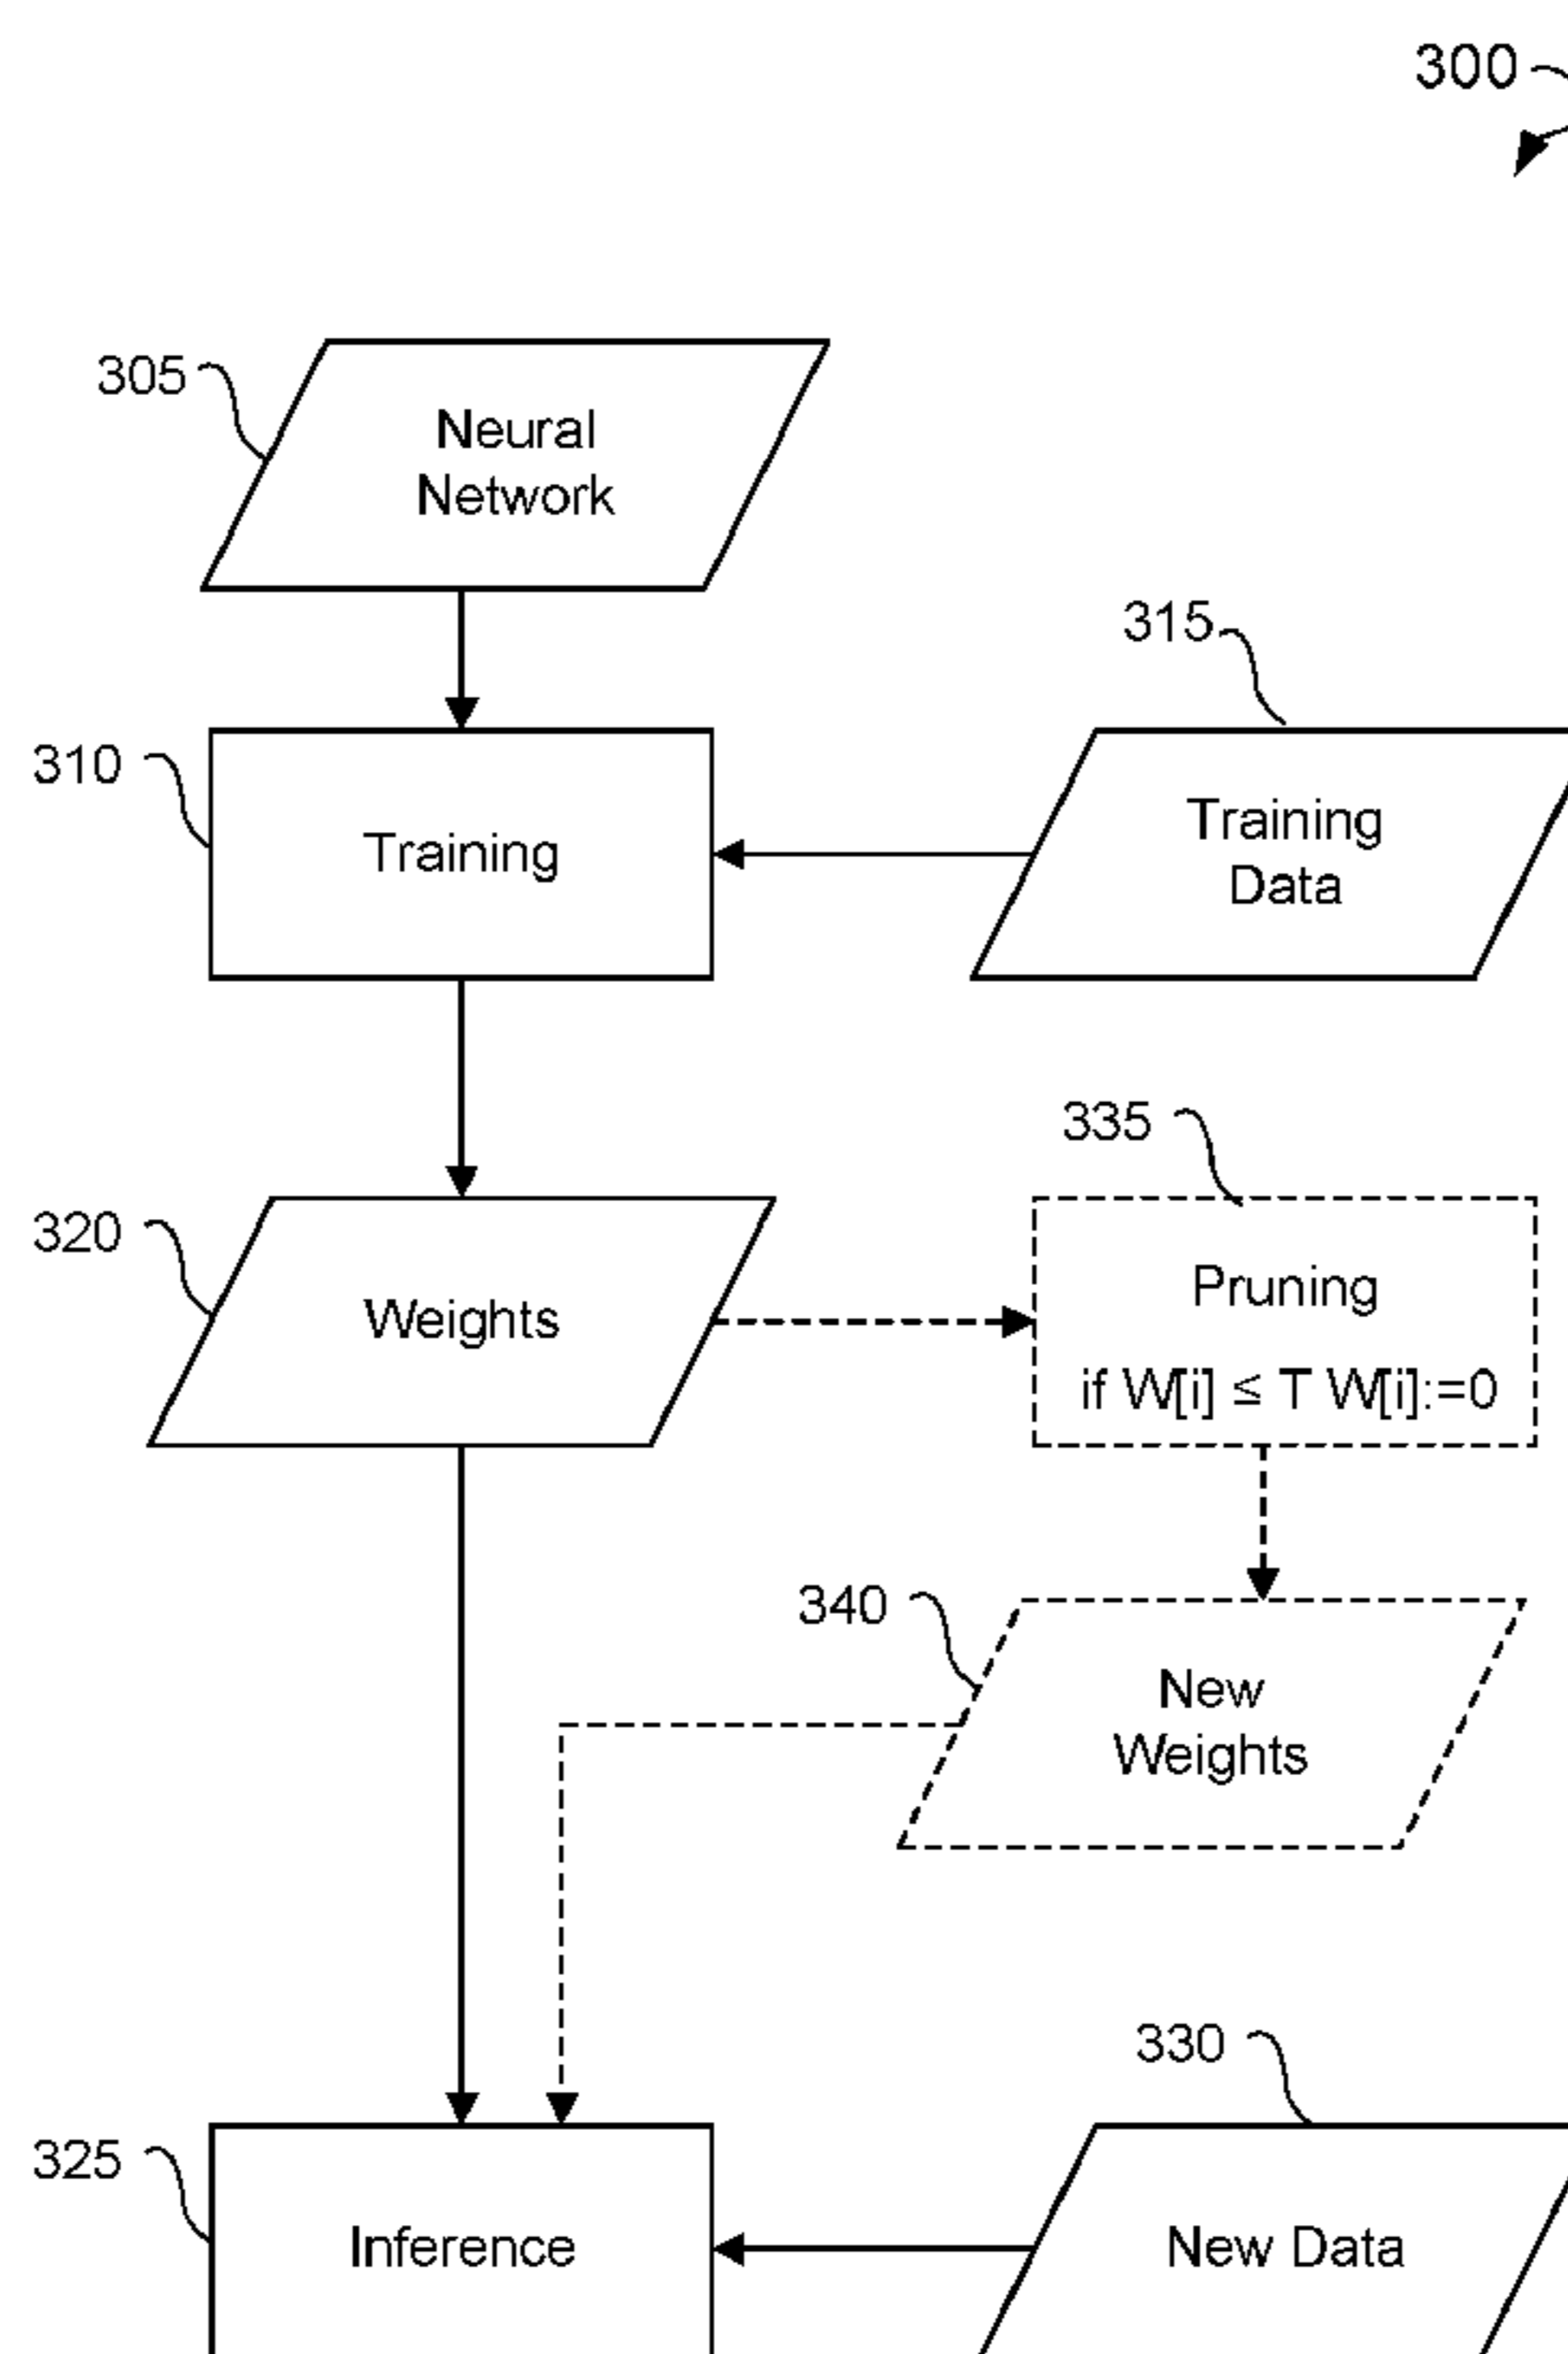 300
305
Neural
Network
315
310
Training
Training
Data
335
320
Weights
Pruning
if W[i] ≤ T W[i]:=0
340
New
Weights
330
325
Inference
New Data